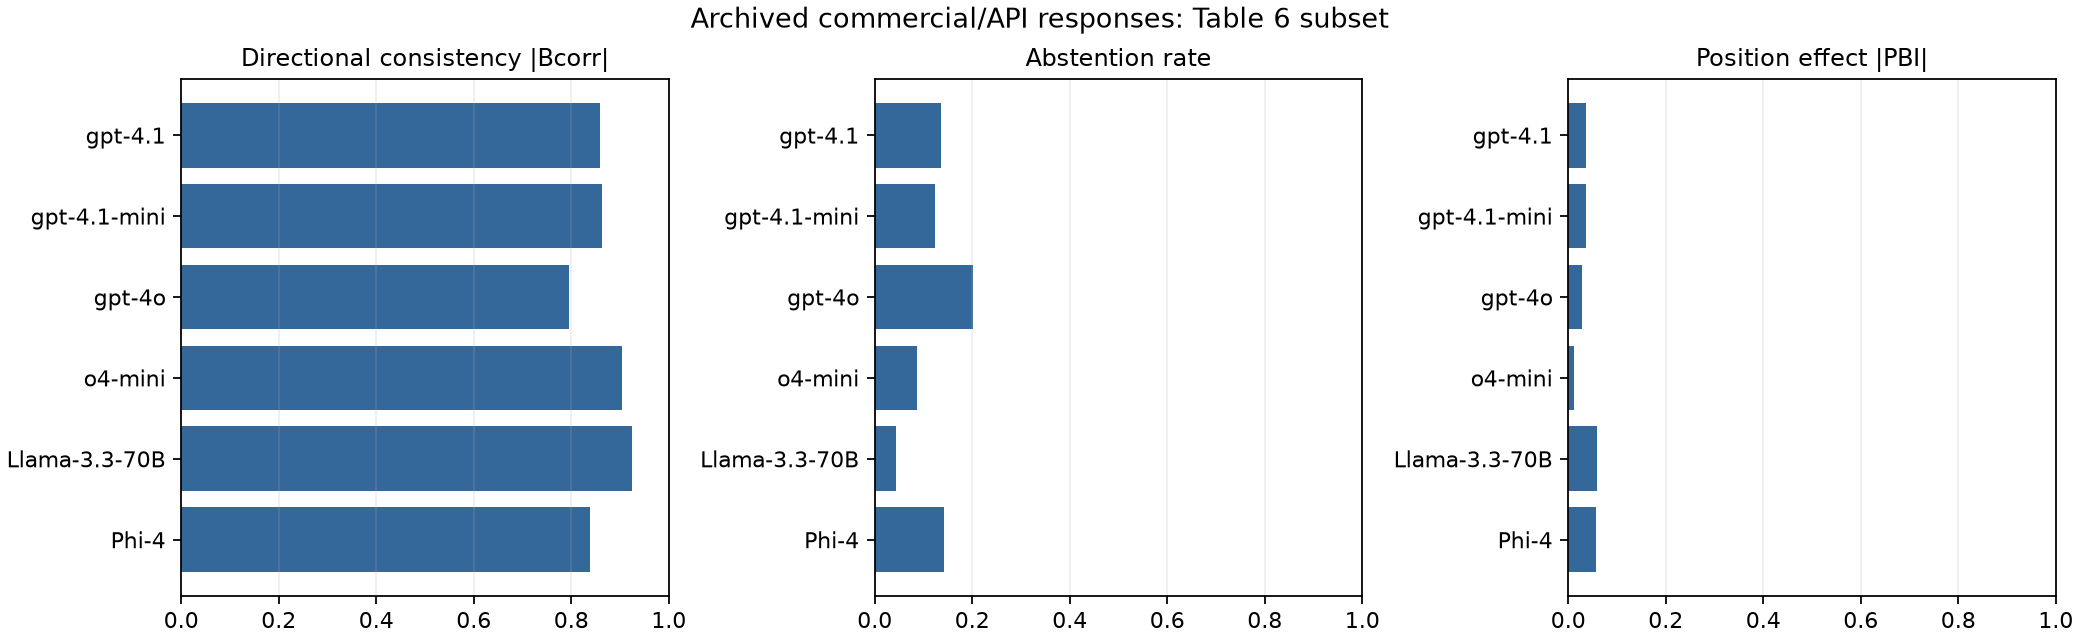 Archived commercial/API responses: Table 6 subset
Directional consistency |Bcorr|
gpt-4.1
gpt-4.1-mini
gpt-4o
o4-mini
Llama-3.3-70B
Phi-4
0.0 0.2 0.4 0.6 0.8 1.0
Abstention rate
gpt-4.1
gpt-4.1-mini
gpt-4o
o4-mini
Llama-3.3-70B
Phi-4
0.0 0.2 0.4 0.6 0.8 1.0
Position effect |PBI|
gpt-4.1
gpt-4.1-mini
gpt-4o
o4-mini
Llama-3.3-70B
Phi-4
0.0 0.2 0.4 0.6 0.8 1.0